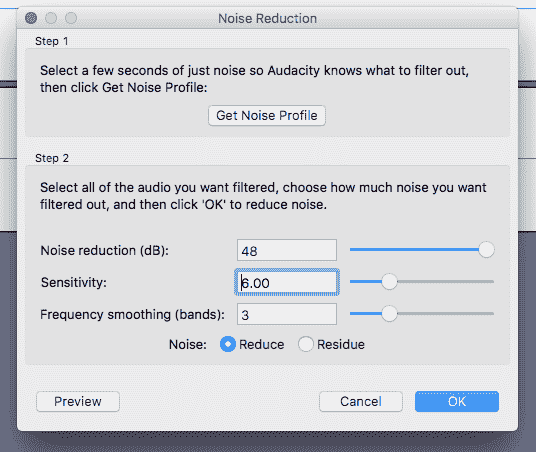 Noise Reduction
Step 1
Select a few seconds of just noise so Audacity knows what to filter out,
then click Get Noise Profile:
Get Noise Profile
Step 2
Select all of the audio you want filtered, choose how much noise you want
filtered out, and then click 'OK' to reduce noise.
Noise reduction (dB): 48
Sensitivity: 6.00
Frequency smoothing (bands): 3
Noise: Reduce Residue
Preview Cancel OK